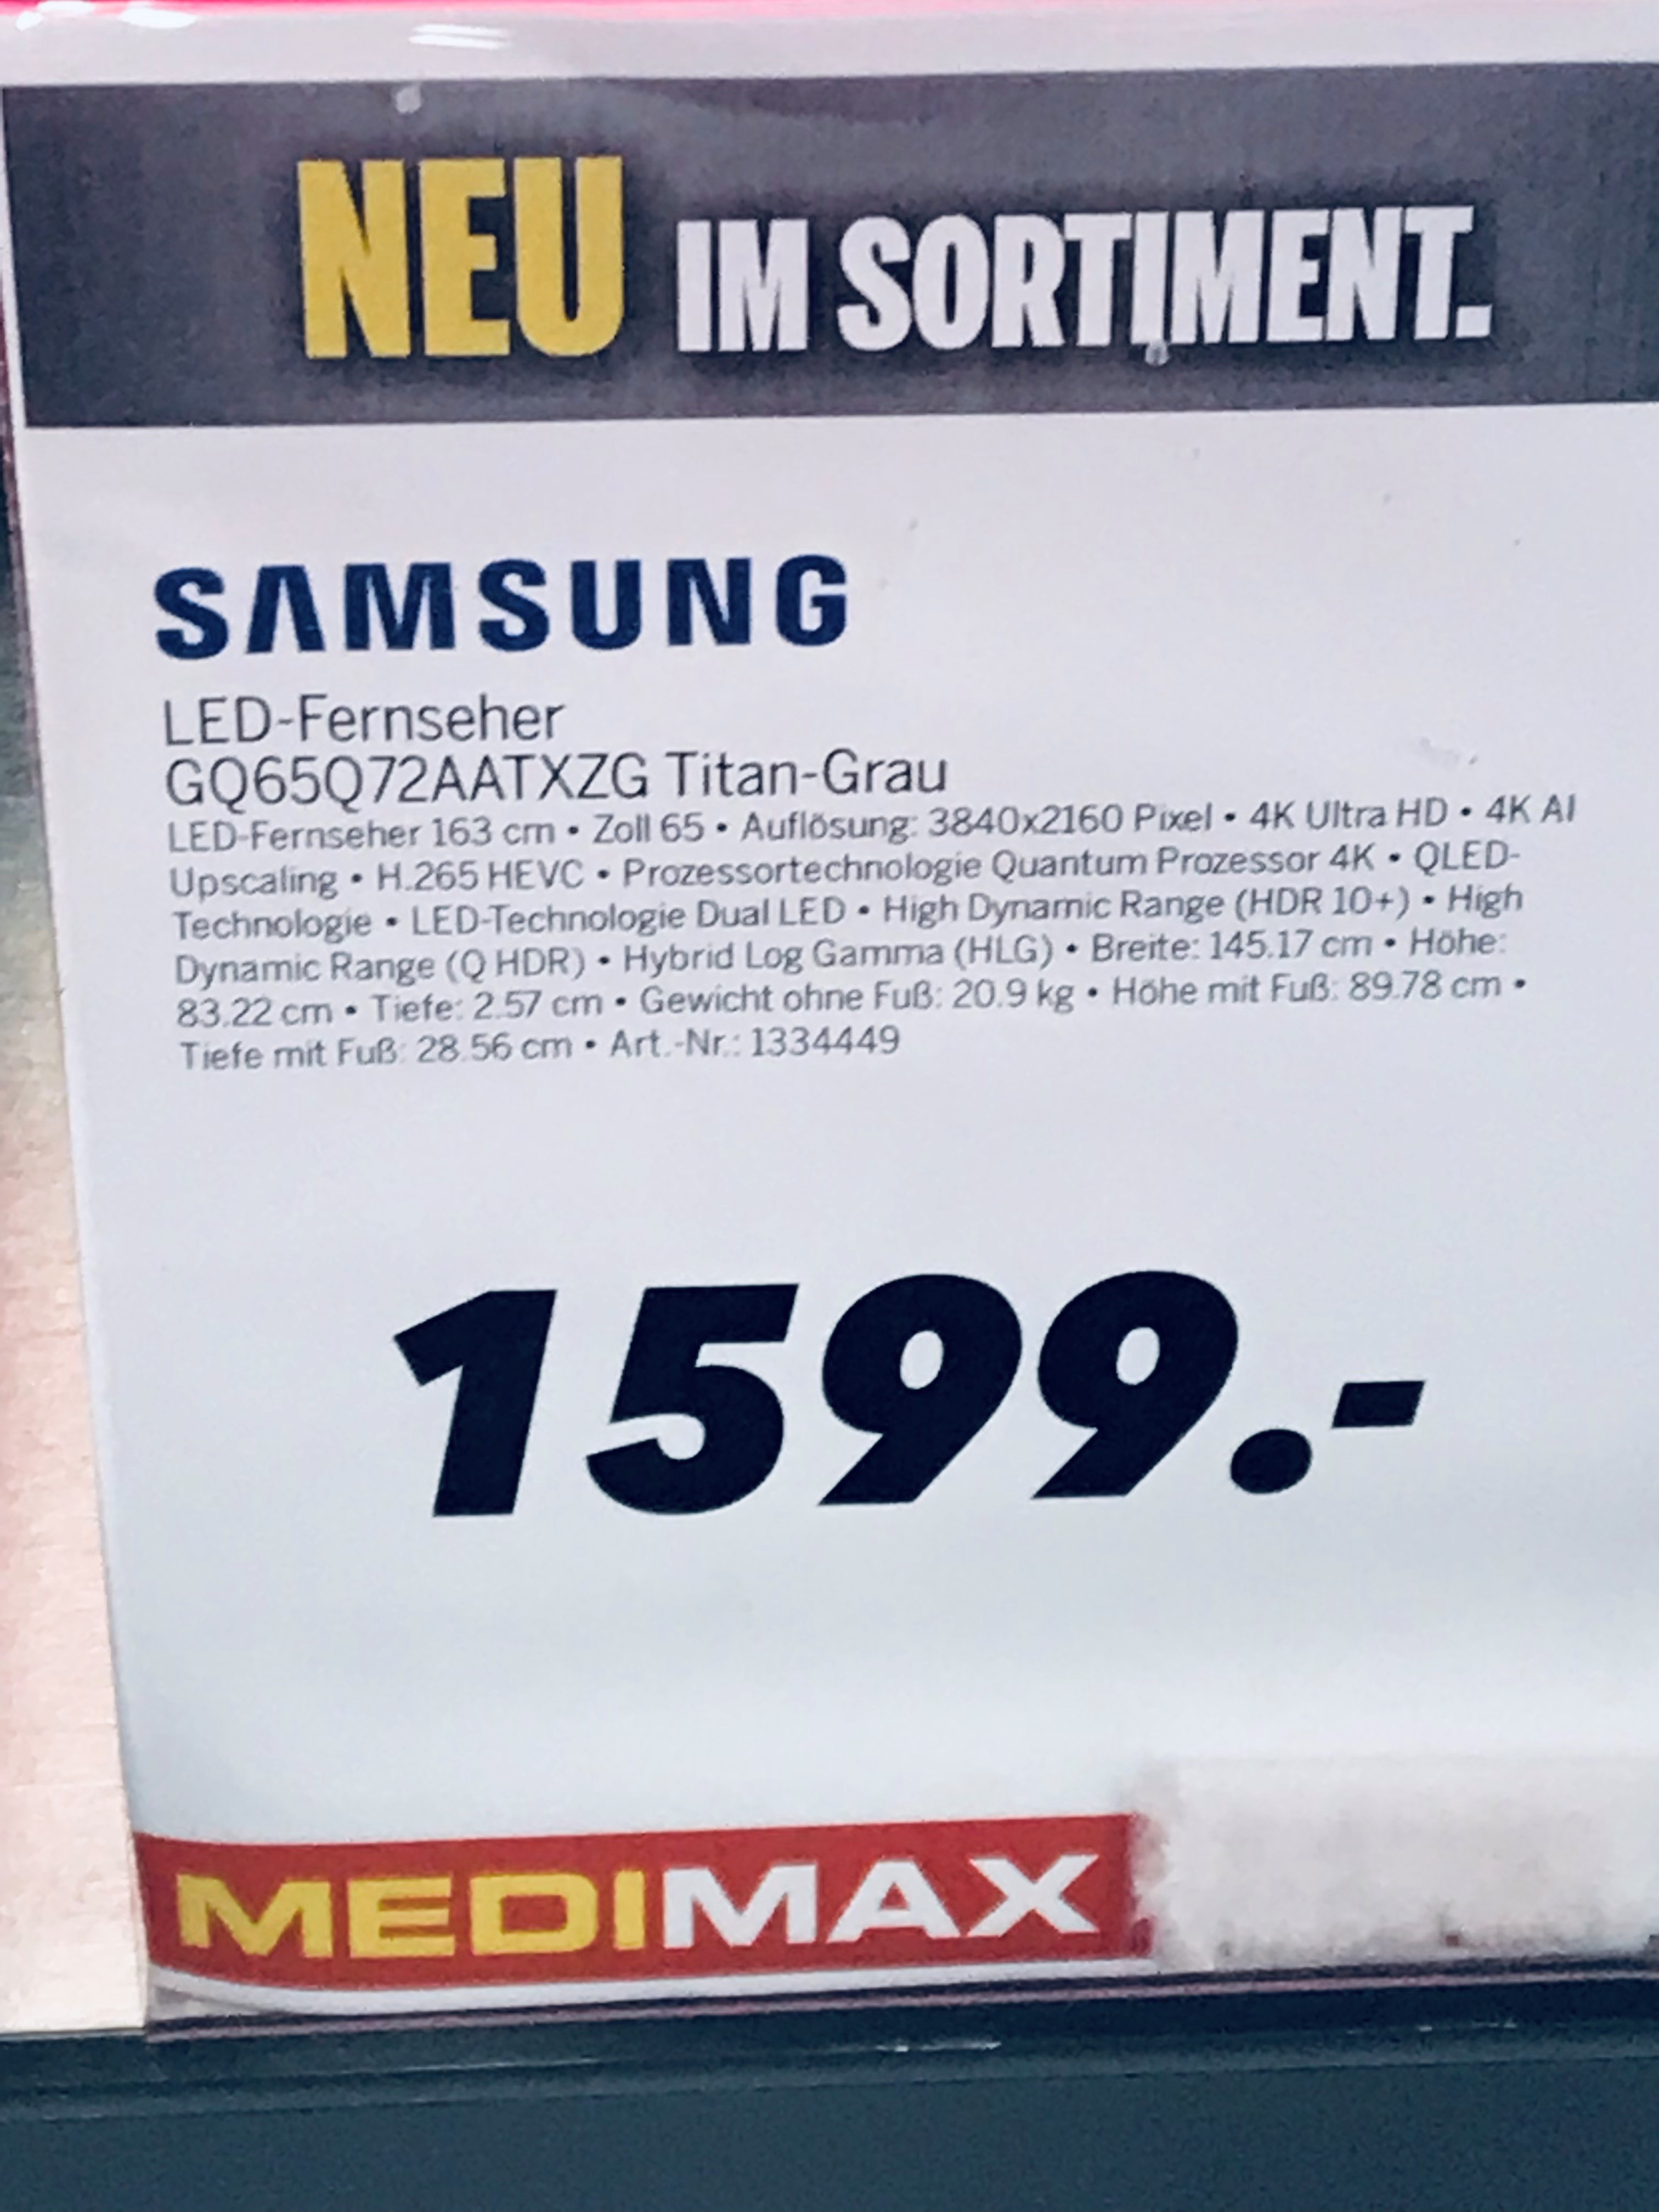 NEU IM SORTIMENT.
SAMSUNG
LED-Fernseher
GQ65Q72AATXZG Titan-Grau
LED-Fernseher 163 cm • Zoll 65 • Auflösung: 3840x2160 Pixel • 4K Ultra HD • 4K AI
Upscaling • H.265 HEVC • Prozessortechnologie Quantum Prozessor 4K • QLED-
Technologie • LED-Technologie Dual LED • High Dynamic Range (HDR 10+) • High
Dynamic Range (Q HDR) • Hybrid Log Gamma (HLG) • Breite: 145.17 cm • Höhe:
83.22 cm • Tiefe: 2.57 cm • Gewicht ohne Fuß: 20.9 kg • Höhe mit Fuß: 89.78 cm •
Tiefe mit Fuß: 28.56 cm • Art.-Nr.: 1334449
1599.-
MEDIMAX